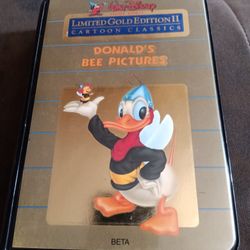 Walt Disney
LIMITED GOLD EDITION II
CARTOON CLASSICS
DONALD'S
BEE PICTURES
BETA